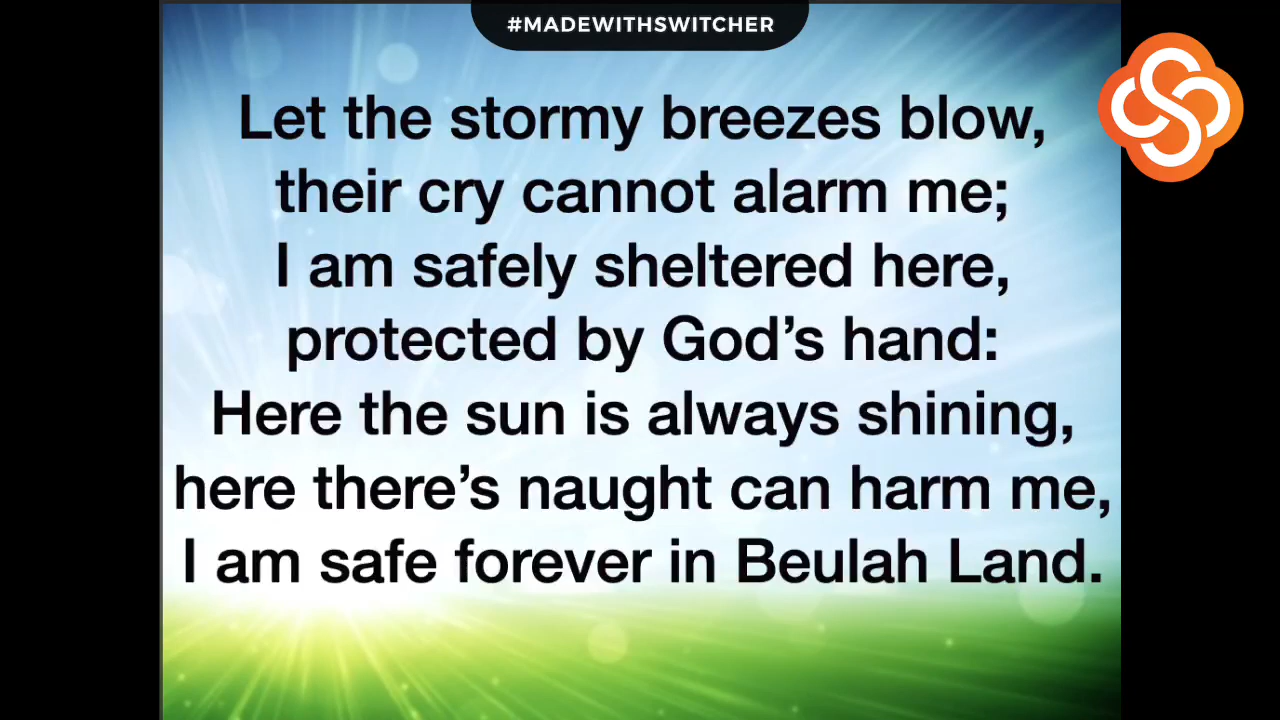 #MADEWITHSWITCHER
Let the stormy breezes blow,
their cry cannot alarm me;
I am safely sheltered here,
protected by God’s hand:
Here the sun is always shining,
here there’s naught can harm me,
I am safe forever in Beulah Land.